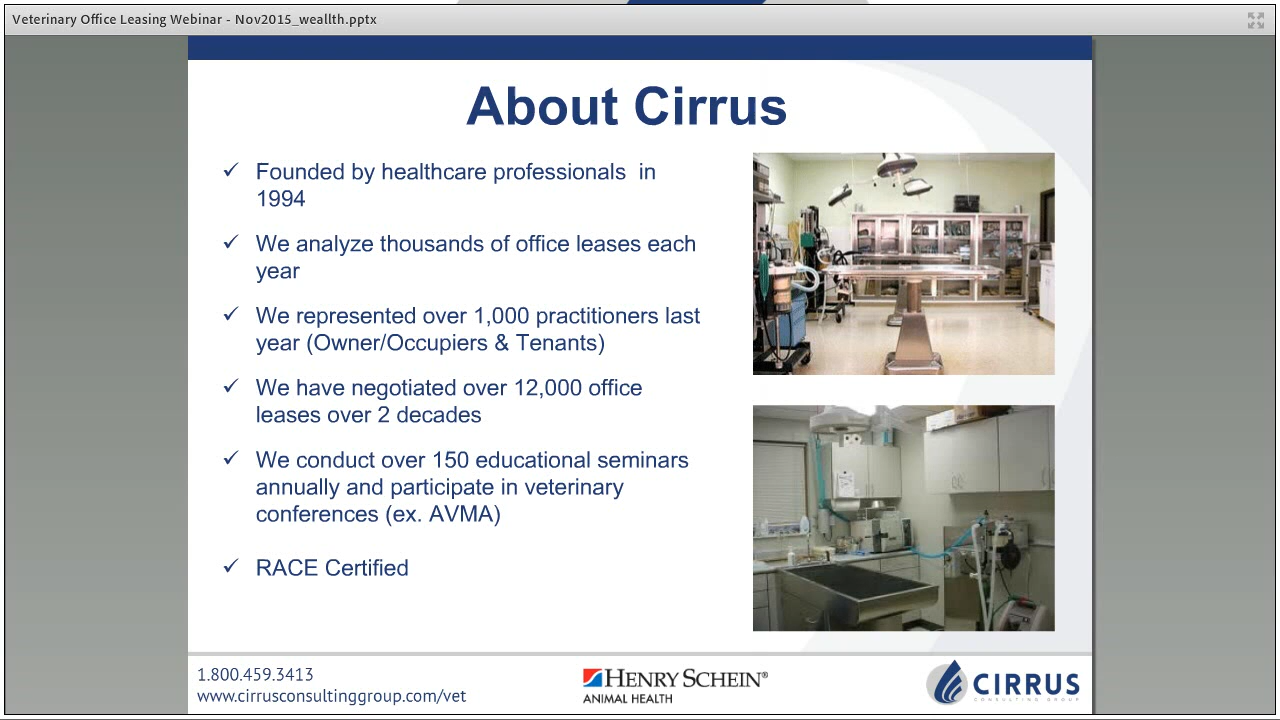 Veterinary Office Leasing Webinar - Nov2015_weallth.pptx
About Cirrus
✓ Founded by healthcare professionals  in
1994
✓ We analyze thousands of office leases each
year
✓ We represented over 1,000 practitioners last
year (Owner/Occupiers & Tenants)
✓ We have negotiated over 12,000 office
leases over 2 decades
✓ We conduct over 150 educational seminars
annually and participate in veterinary
conferences (ex. AVMA)
✓ RACE Certified
1.800.459.3413
www.cirrusconsultinggroup.com/vet
HENRY SCHEIN®
ANIMAL HEALTH
CIRRUS
CONSULTING GROUP